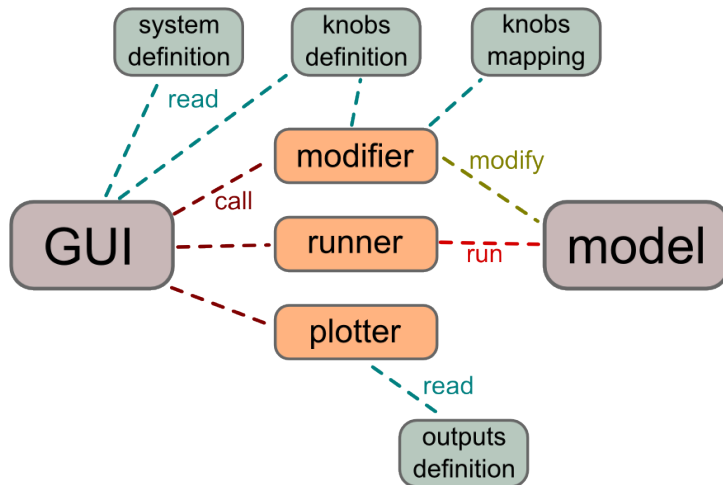 system
definition
knobs
definition
knobs
mapping
read
modifier
modify
call
GUI
runner
run
model
plotter
read
outputs
definition